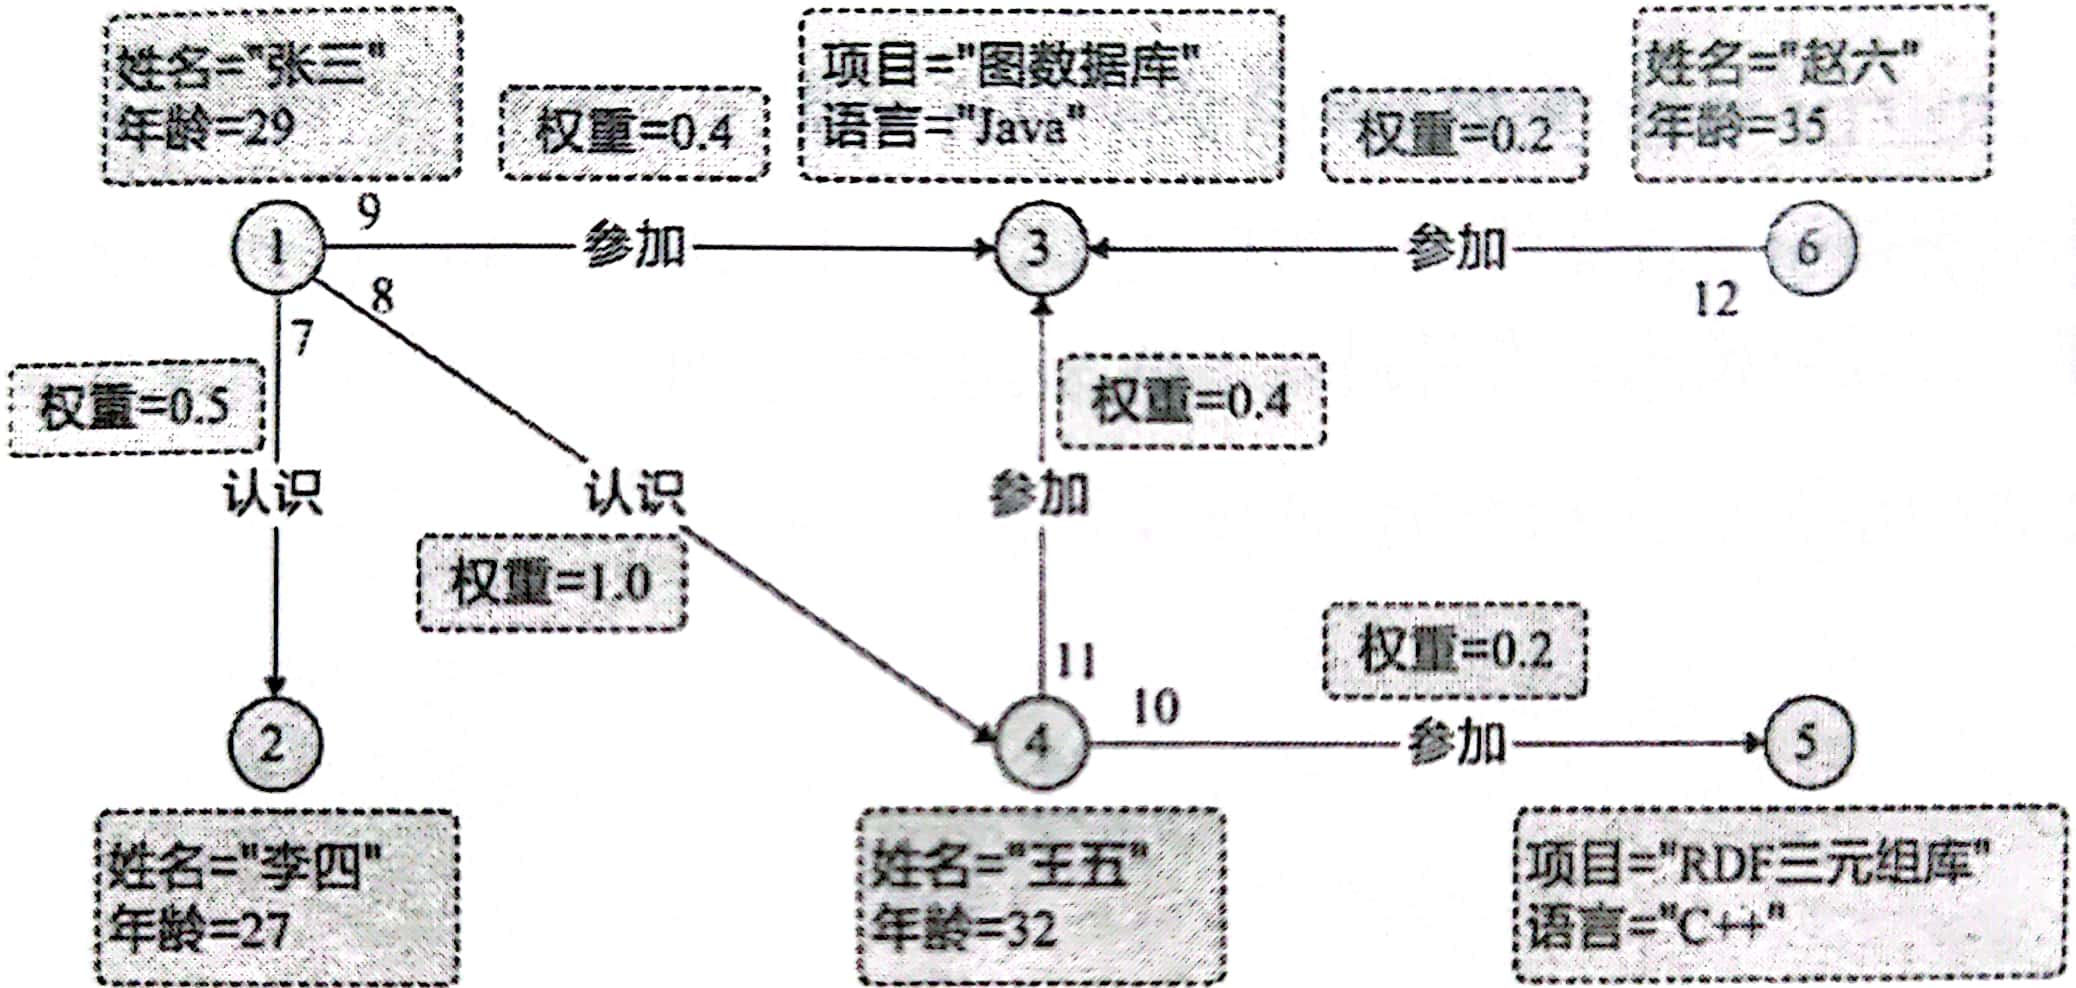 姓名="张三"
年龄=29
权重=0.4
项目="图数据库"
语言="Java"
权重=0.2
姓名="赵六"
年龄=35
1
9
参加
3
参加
6
12
8
7
权重=0.5
认识
认识
权重=1.0
权重=0.4
参加
11
10
权重=0.2
参加
2
4
5
姓名="李四"
年龄=27
姓名="王五"
年龄=32
项目="RDF三元组库"
语言="C++"